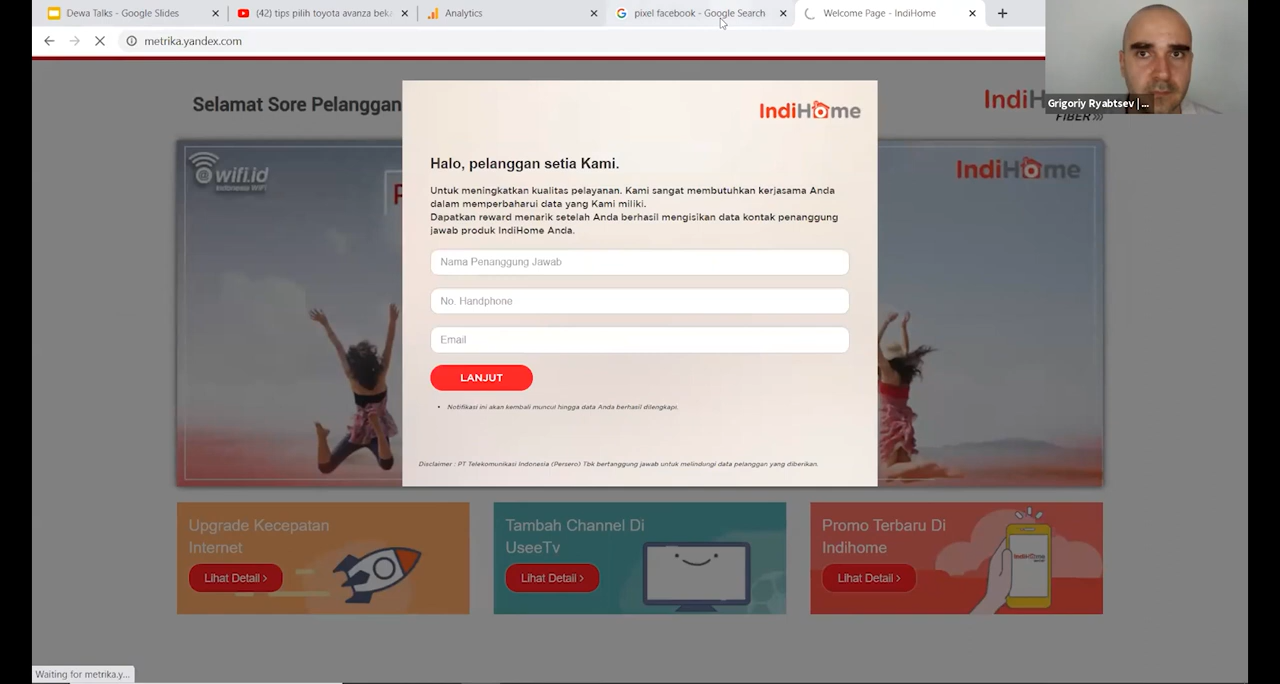 Dewa Talks - Google Slides
(42) tips pilih toyota avanza bek
Analytics
pixel facebook - Google Search
Welcome Page - IndiHome
metrika.yandex.com
Grigoriy Ryabtsev | ...
Selamat Sore Pelanggan
IndiH
FIBER
IndiHome
@wifi.id
Indonesia WiFi
IndiHome
Halo, pelanggan setia Kami.
Untuk meningkatkan kualitas pelayanan. Kami sangat membutuhkan kerjasama Anda
dalam memperbaharui data yang Kami miliki.
Dapatkan reward menarik setelah Anda berhasil mengisikan data kontak penanggung
jawab produk IndiHome Anda.
Nama Penanggung Jawab
No. Handphone
Email
LANJUT
• Notifikasi ini akan kembali muncul hingga data Anda berhasil dilengkapi.
Disclaimer : PT Telekomunikasi Indonesia (Persero) Tbk bertanggung jawab untuk melindungi data pelanggan yang diberikan.
Upgrade Kecepatan
Internet
Lihat Detail >
Tambah Channel Di
UseeTv
Lihat Detail >
Promo Terbaru Di
Indihome
Lihat Detail >
Waiting for metrika.y...